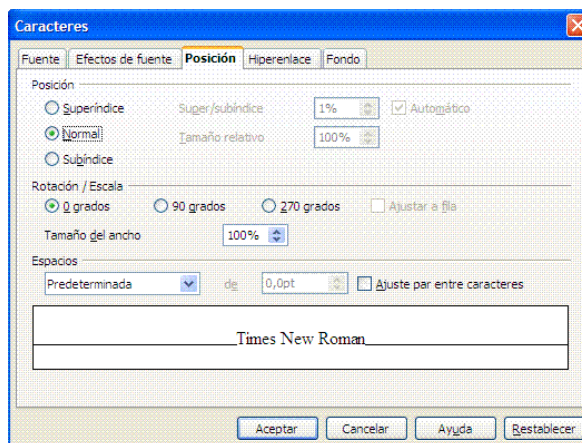 Caracteres
Fuente Efectos de fuente Posición Hiperenlace Fondo
Posición
Superíndice Super/subíndice 1% Automático
Normal Tamaño relativo 100%
Subíndice
Rotación / Escala
0 grados 90 grados 270 grados Ajustar a fila
Tamaño del ancho 100%
Espacios
Predeterminada de 0,0pt Ajuste par entre caracteres
Times New Roman
Aceptar Cancelar Ayuda Restablecer